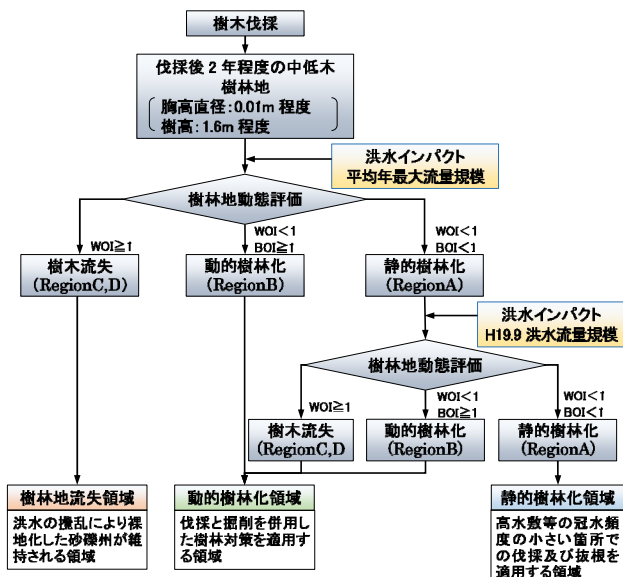 樹木伐採
伐採後2年程度の中低木
樹林地
胸高直径:0.01m 程度
樹高:1.6m 程度
洪水インパクト
平均年最大流量規模
樹林地動態評価
WOI≧1
WOI<1
BOI≧1
WOI<1
BOI<1
樹木流失
(RegionC,D)
動的樹林化
(RegionB)
静的樹林化
(RegionA)
洪水インパクト
H19.9 洪水流量規模
樹林地動態評価
WOI≧1
WOI<1
BOI≧1
WOI<1
BOI<1
樹木流失
(RegionC,D
動的樹林化
(RegionB)
静的樹林化
(RegionA)
樹林地流失領域
洪水の攪乱により裸
地化した砂礫州が維
持される領域
動的樹林化領域
伐採と掘削を併用し
た樹林対策を適用す
る領域
静的樹林化領域
高水敷等の冠水頻
度の小さい箇所で
の伐採及び抜根を
適用する領域